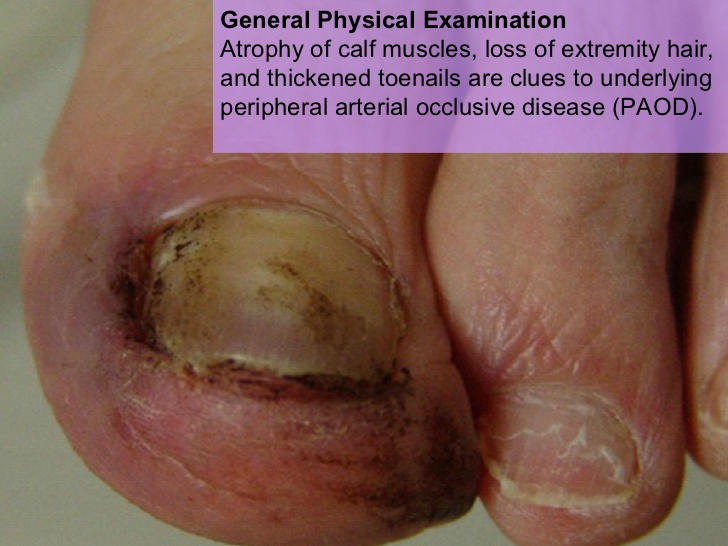 General Physical Examination
Atrophy of calf muscles, loss of extremity hair,
and thickened toenails are clues to underlying
peripheral arterial occlusive disease (PAOD).